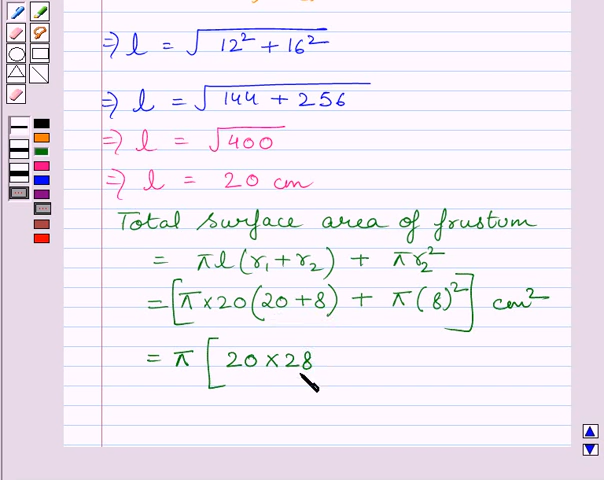 ⇒ l = √(12² + 16²)
⇒ l = √(144 + 256)
⇒ l = √400
⇒ l = 20 cm
Total surface area of frustum
= πl(r₁ + r₂) + πr₂²
= [π × 20(20+8) + π(8)²] cm²
= π [20 × 28